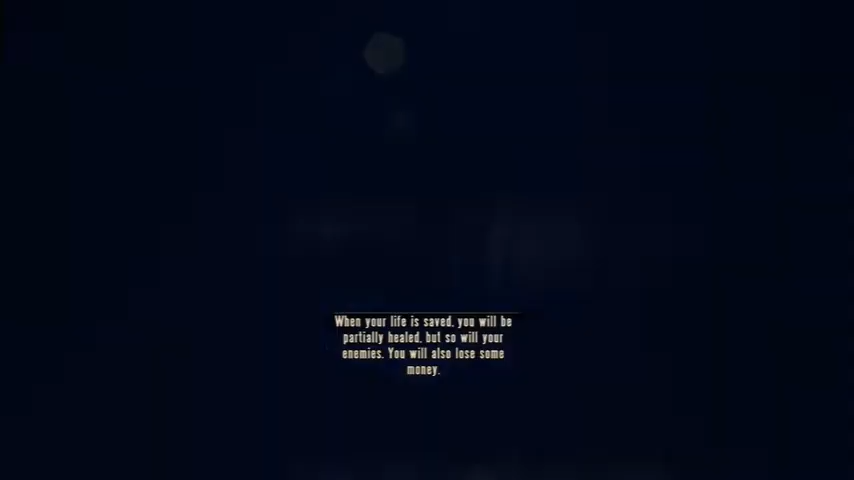 When your life is saved, you will be
partially healed, but so will your
enemies. You will also lose some
money.